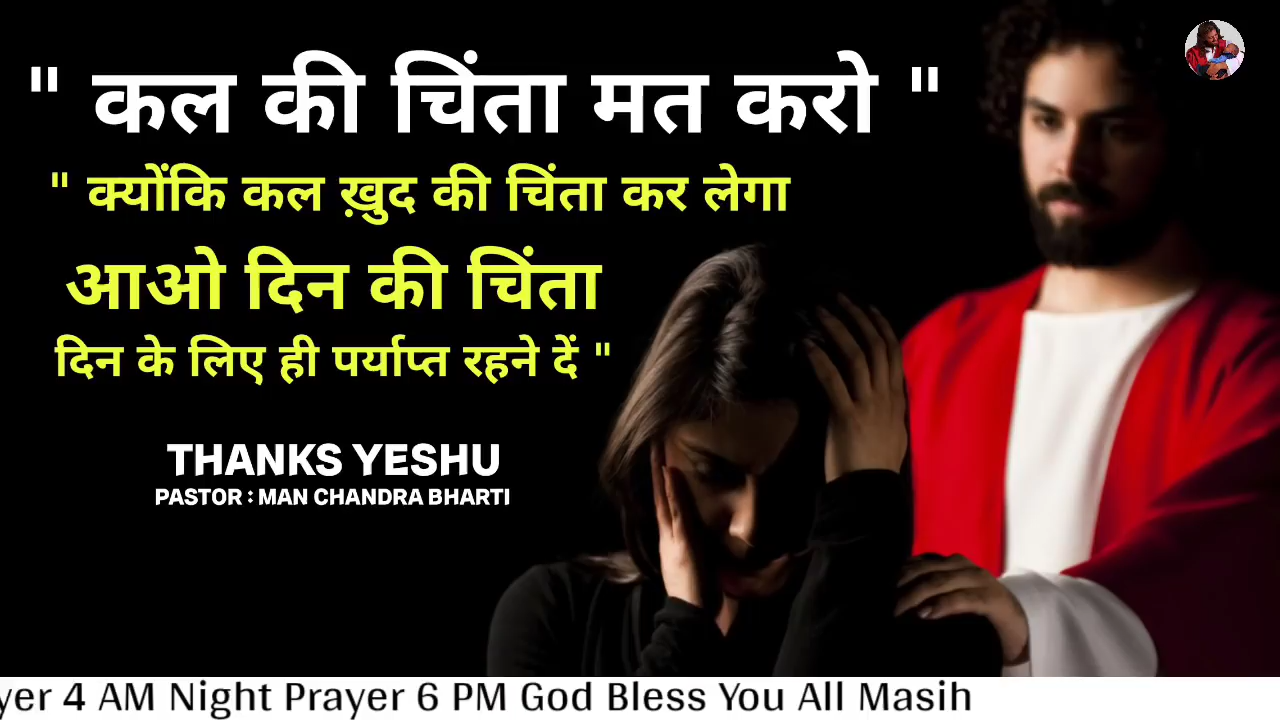 " कल की चिंता मत करो "
" क्योंकि कल ख़ुद की चिंता कर लेगा
आओ दिन की चिंता
दिन के लिए ही पर्याप्त रहने दें "
THANKS YESHU
PASTOR : MAN CHANDRA BHARTI
yer 4 AM Night Prayer 6 PM God Bless You All Masih